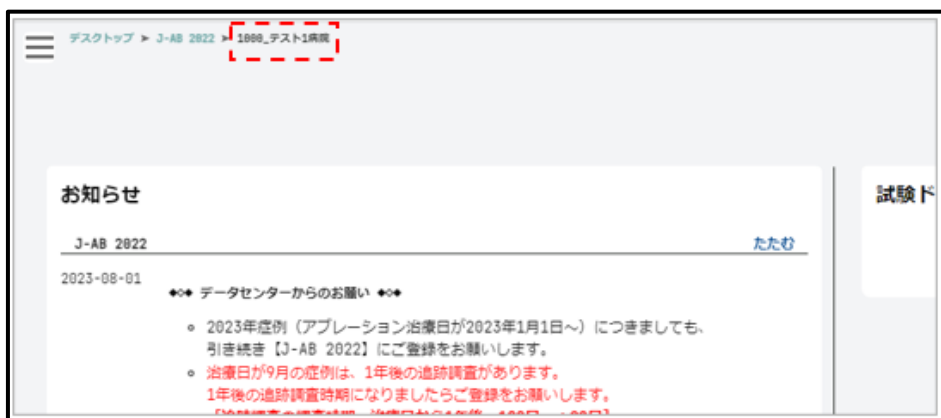 デスクトップ ▶ J-AB 2022 ▶ 1000_テスト1病院
お知らせ
試験ド
J-AB 2022 たたむ
2023-08-01
◆◇◆ データセンターからのお願い ◆◇◆
2023年症例（アブレーション治療日が2023年1月1日～）につきましても、
引き続き【J-AB 2022】にご登録をお願いします。
治療日が9月の症例は、1年後の追跡調査があります。
1年後の追跡調査時期になりましたらご登録をお願いします。